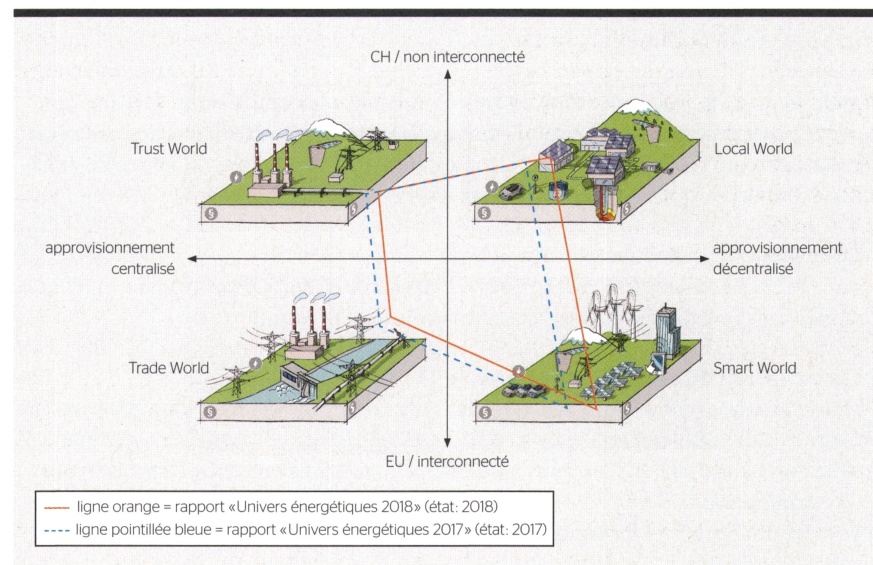 CH / non interconnecté
Trust World
Local World
approvisionnement
centralisé
approvisionnement
décentralisé
Trade World
Smart World
EU / interconnecté
ligne orange = rapport «Univers énergétiques 2018» (état: 2018)
ligne pointillée bleue = rapport «Univers énergétiques 2017» (état: 2017)